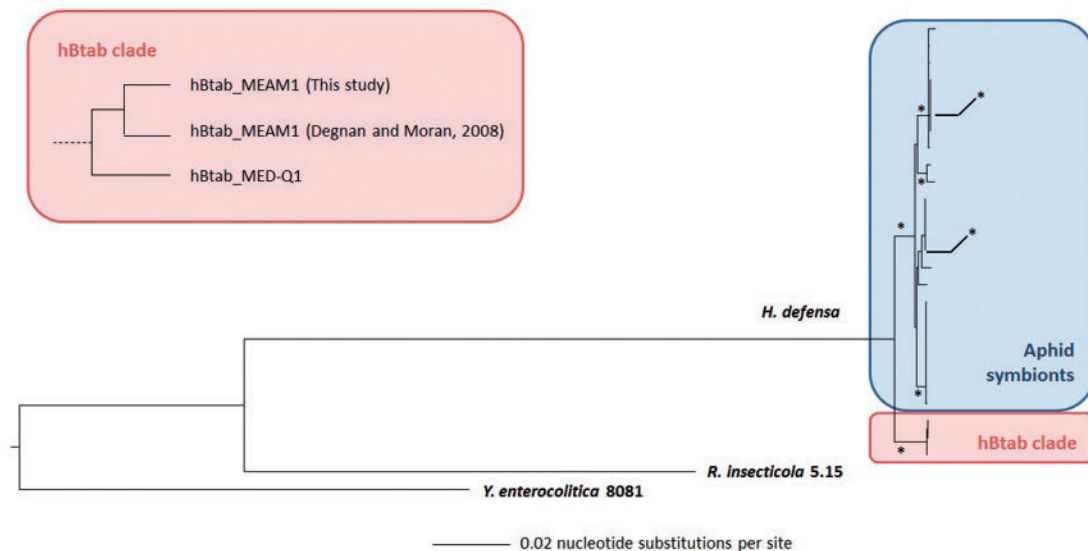 hBtab clade
hBtab_MEAM1 (This study)
hBtab_MEAM1 (Degnan and Moran, 2008)
hBtab_MED-Q1
*
*
*
*
*
H. defensa
Aphid
symbionts
*
hBtab clade
*
R. insecticola 5.15
Y. enterocolitica 8081
0.02 nucleotide substitutions per site